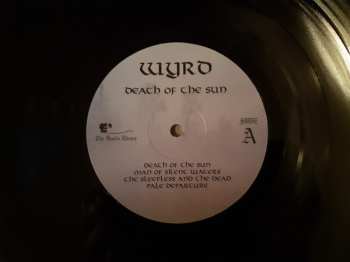 WYRD
DEATH OF THE SUN
SIDE
A
DEATH OF THE SUN
MAN OF SILENT WATERS
THE SLEEPLESS AND THE DEAD
PALE DEPARTURE